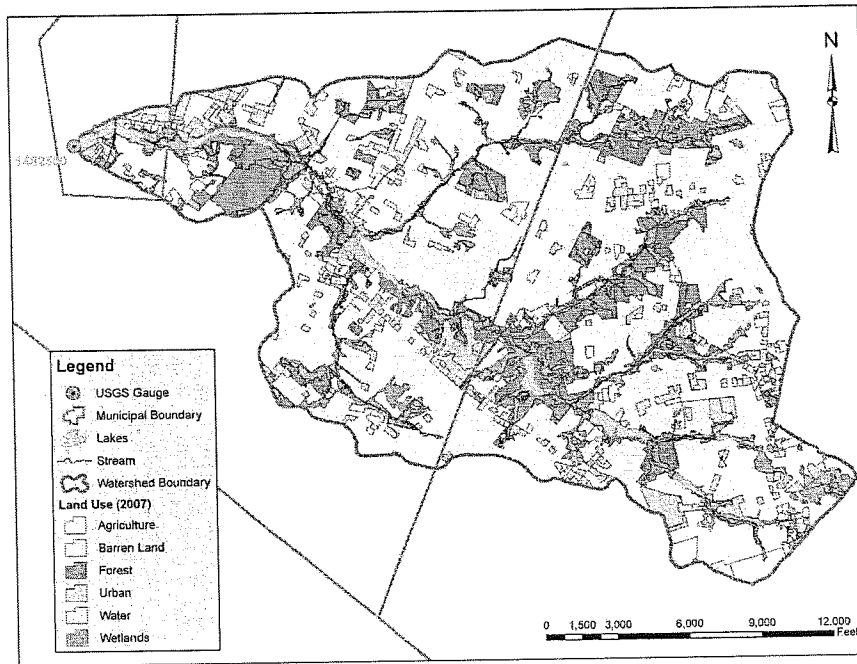 N
Legend
USGS Gauge
Municipal Boundary
Lakes
Stream
Watershed Boundary
Land Use (2007)
Agriculture
Barren Land
Forest
Urban
Water
Wetlands
0 1,500 3,000 6,000 9,000 12,000
Feet